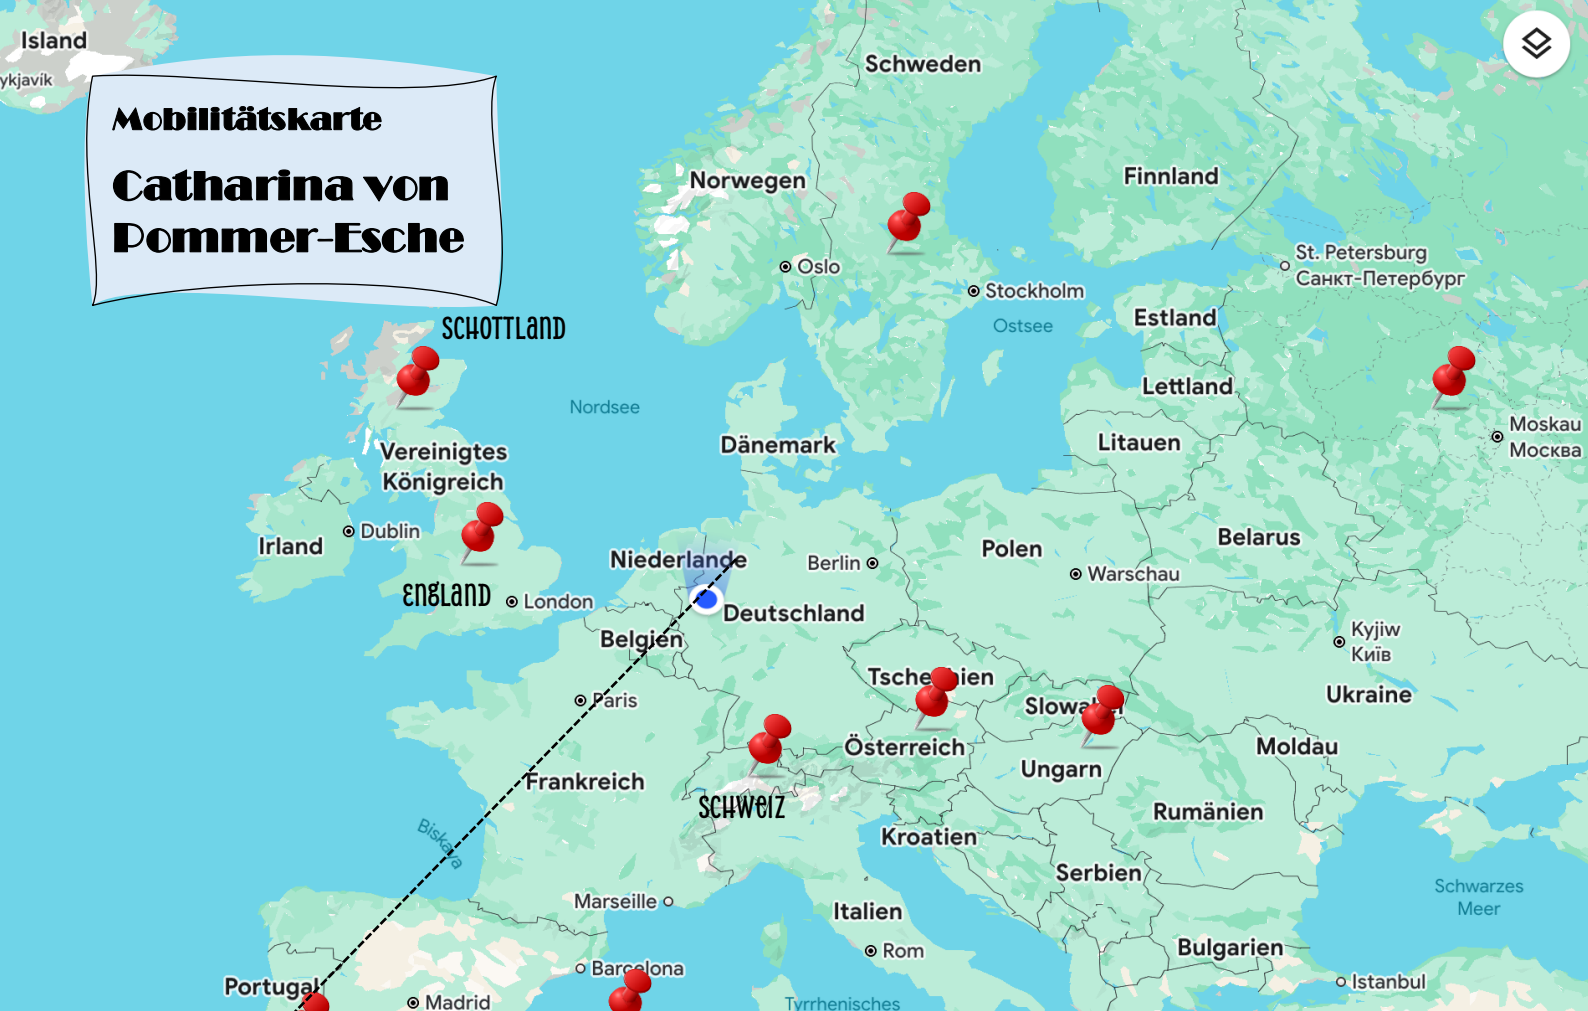 Island
ykjavík
Mobilitätskarte
Catharina von
Pommer-Esche
Schweden
Norwegen
Finnland
Oslo
Stockholm
St. Petersburg
Санкт-Петербург
Ostsee
Estland
SCHOTTLAND
Lettland
Nordsee
Moskau
Москва
Dänemark
Litauen
Vereinigtes
Königreich
Dublin
Irland
Belarus
Polen
Niederlande
Berlin
Warschau
ENGLAND
London
Deutschland
Kyjiw
Київ
Belgien
Tschechien
Ukraine
Paris
Slowakei
Österreich
Moldau
Ungarn
Frankreich
SCHWEIZ
Rumänien
Kroatien
Biskaya
Serbien
Schwarzes
Meer
Marseille
Italien
Rom
Bulgarien
Barcelona
Istanbul
Portugal
Madrid
Tyrrhenisches